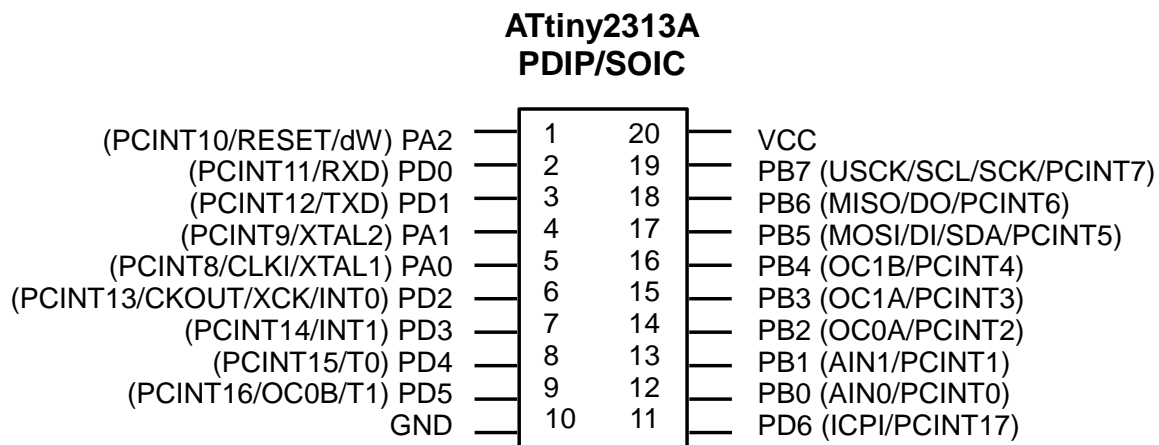 ATtiny2313A
PDIP/SOIC
(PCINT10/RESET/dW) PA2 1 20 VCC
(PCINT11/RXD) PD0 2 19 PB7 (USCK/SCL/SCK/PCINT7)
(PCINT12/TXD) PD1 3 18 PB6 (MISO/DO/PCINT6)
(PCINT9/XTAL2) PA1 4 17 PB5 (MOSI/DI/SDA/PCINT5)
(PCINT8/CLKI/XTAL1) PA0 5 16 PB4 (OC1B/PCINT4)
(PCINT13/CKOUT/XCK/INT0) PD2 6 15 PB3 (OC1A/PCINT3)
(PCINT14/INT1) PD3 7 14 PB2 (OC0A/PCINT2)
(PCINT15/T0) PD4 8 13 PB1 (AIN1/PCINT1)
(PCINT16/OC0B/T1) PD5 9 12 PB0 (AIN0/PCINT0)
GND 10 11 PD6 (ICPI/PCINT17)